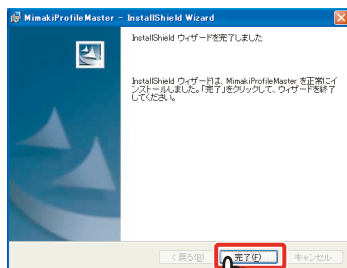 MimakiProfileMaster - InstallShield Wizard
InstallShield ウィザードを完了しました
InstallShield ウィザードは、MimakiProfileMaster を正常にイ
ンストールしました。「完了」をクリックして、ウィザードを終了
してください。
< 戻る(B)
完了(F)
キャンセル